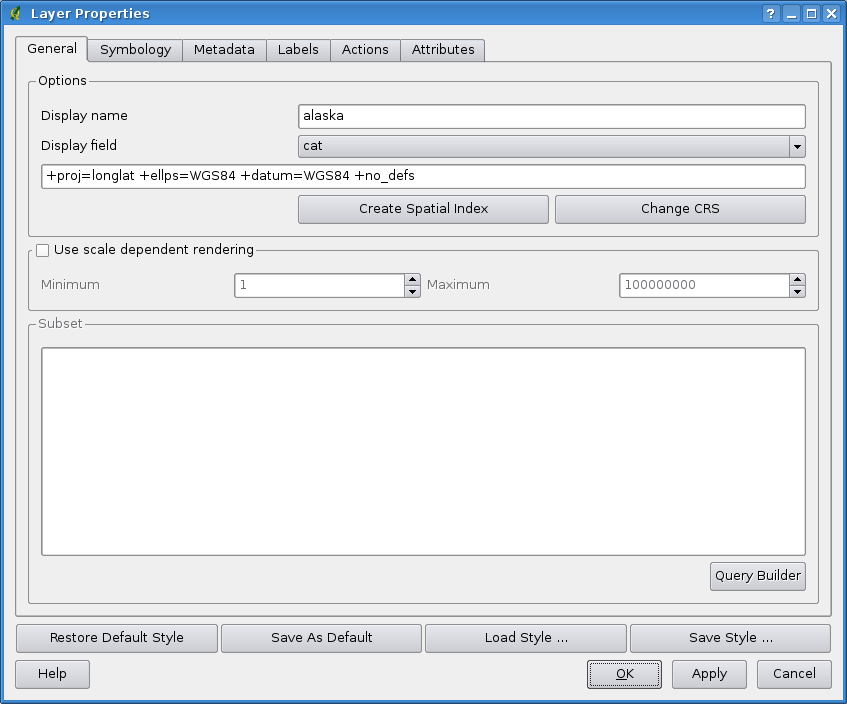 Layer Properties ?
General Symbology Metadata Labels Actions Attributes
Options
Display name alaska
Display field cat
+proj=longlat +ellps=WGS84 +datum=WGS84 +no_defs
Create Spatial Index Change CRS
Use scale dependent rendering
Minimum 1 Maximum 100000000
Subset
Query Builder
Restore Default Style Save As Default Load Style ... Save Style ...
Help OK Apply Cancel